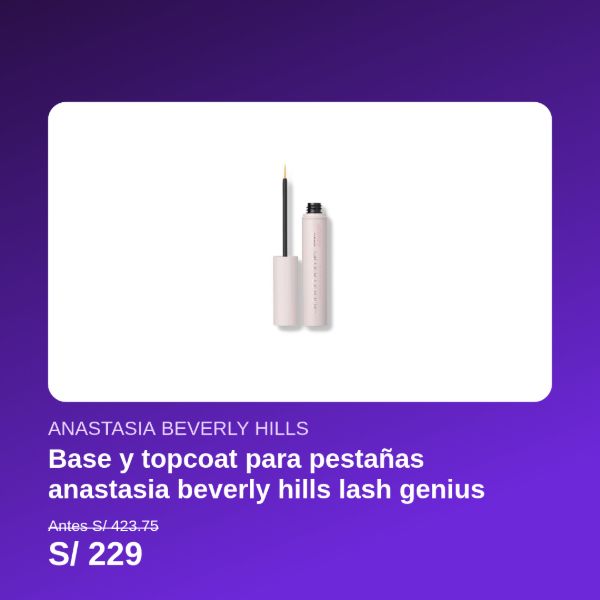 ANASTASIA BEVERLY HILLS
Base y topcoat para pestañas
anastasia beverly hills lash genius
Antes S/ 423.75
S/ 229